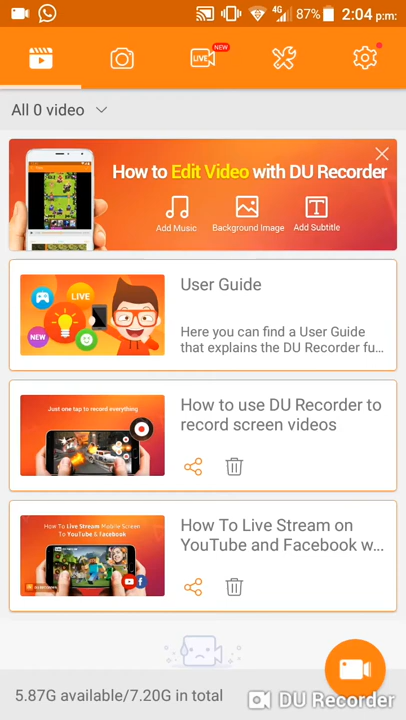 4G 87% 2:04 p.m.
LIVE NEW
All 0 video
How to Edit Video with DU Recorder
Add Music Background Image Add Subtitle
LIVE
NEW
User Guide
Here you can find a User Guide
that explains the DU Recorder fu...
Just one tap to record everything
How to use DU Recorder to
record screen videos
How To Live Stream Mobile Screen
To YouTube & Facebook
How To Live Stream on
YouTube and Facebook w...
5.87G available/7.20G in total
DU Recorder